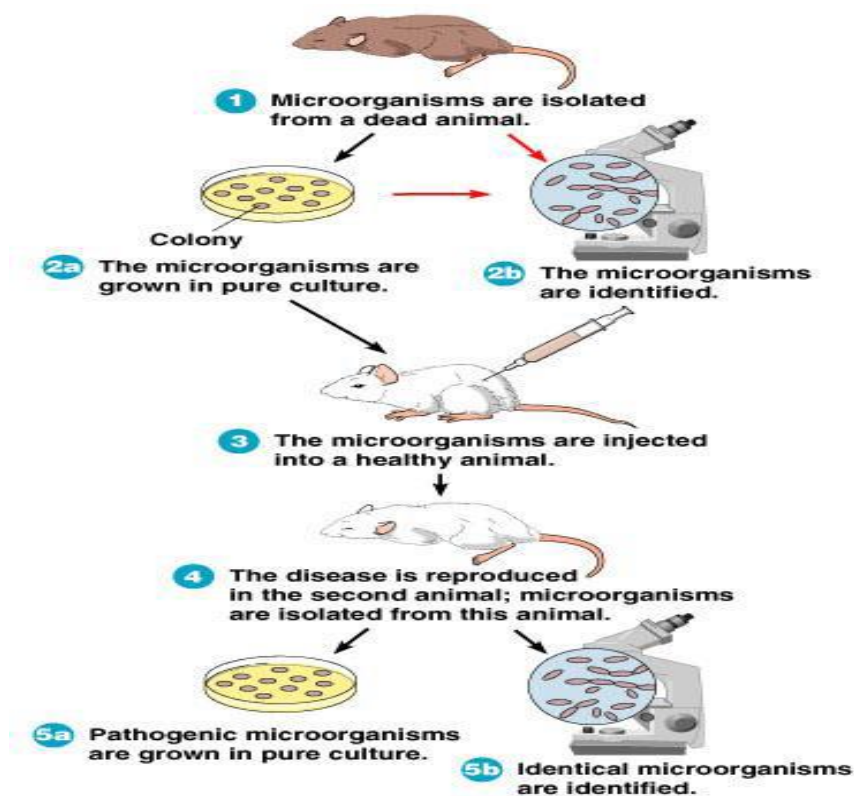 1 Microorganisms are isolated
from a dead animal.
Colony
2a The microorganisms are
grown in pure culture.
2b The microorganisms
are identified.
3 The microorganisms are injected
into a healthy animal.
4 The disease is reproduced
in the second animal; microorganisms
are isolated from this animal.
5a Pathogenic microorganisms
are grown in pure culture.
5b Identical microorganisms
are identified.